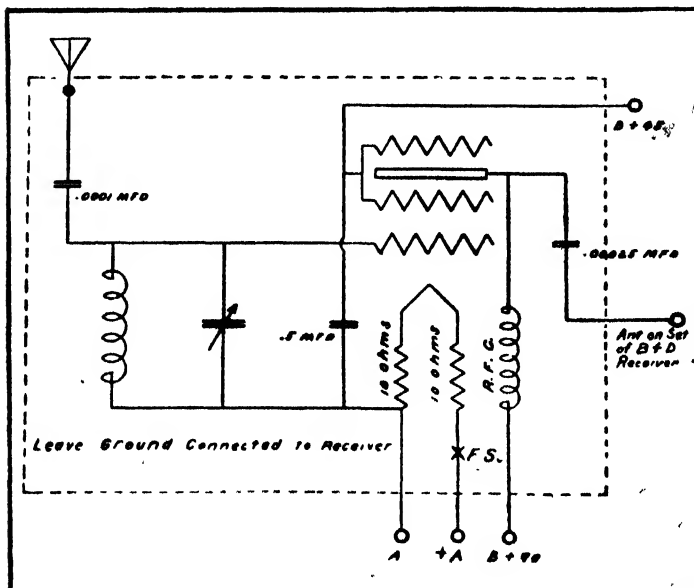 B+45
.0001 MFD
.00025 MFD
.5 MFD
10 Ohms
10 Ohms
R.F.C.
Ant on Set
of B+D
Receiver
Leave Ground Connected to Receiver
F.S.
A
+A
B+90